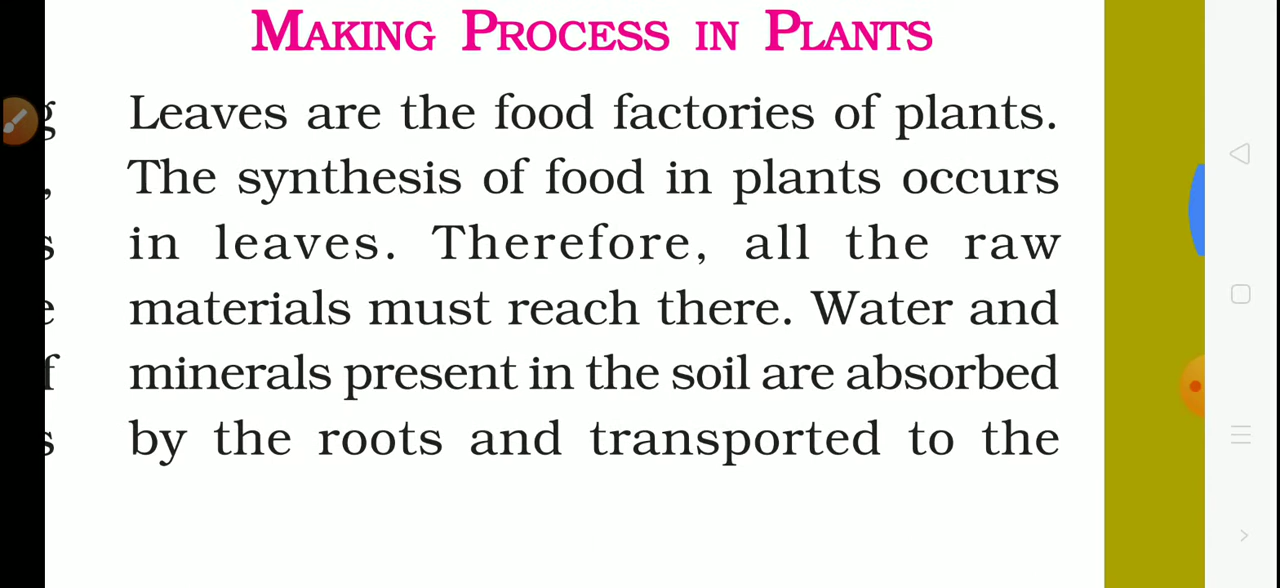 MAKING PROCESS IN PLANTS
Leaves are the food factories of plants.
The synthesis of food in plants occurs
in leaves. Therefore, all the raw
materials must reach there. Water and
minerals present in the soil are absorbed
by the roots and transported to the